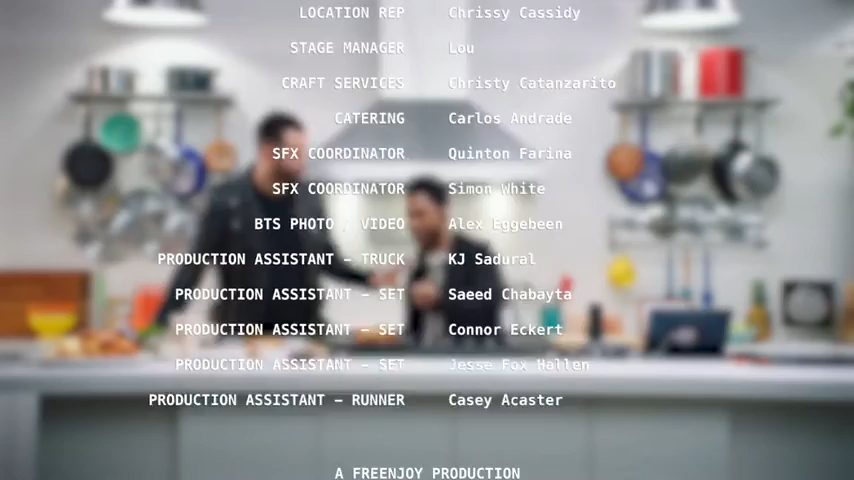 LOCATION REP Chrissy Cassidy
STAGE MANAGER Lou
CRAFT SERVICES Christy Catanzarito
CATERING Carlos Andrade
SFX COORDINATOR Quinton Farina
SFX COORDINATOR Simon White
BTS PHOTO / VIDEO Alex Eggebeen
PRODUCTION ASSISTANT – TRUCK KJ Sadural
PRODUCTION ASSISTANT – SET Saeed Chabayta
PRODUCTION ASSISTANT – SET Connor Eckert
PRODUCTION ASSISTANT – SET Jesse Fox Hallen
PRODUCTION ASSISTANT – RUNNER Casey Acaster
A FREENJOY PRODUCTION